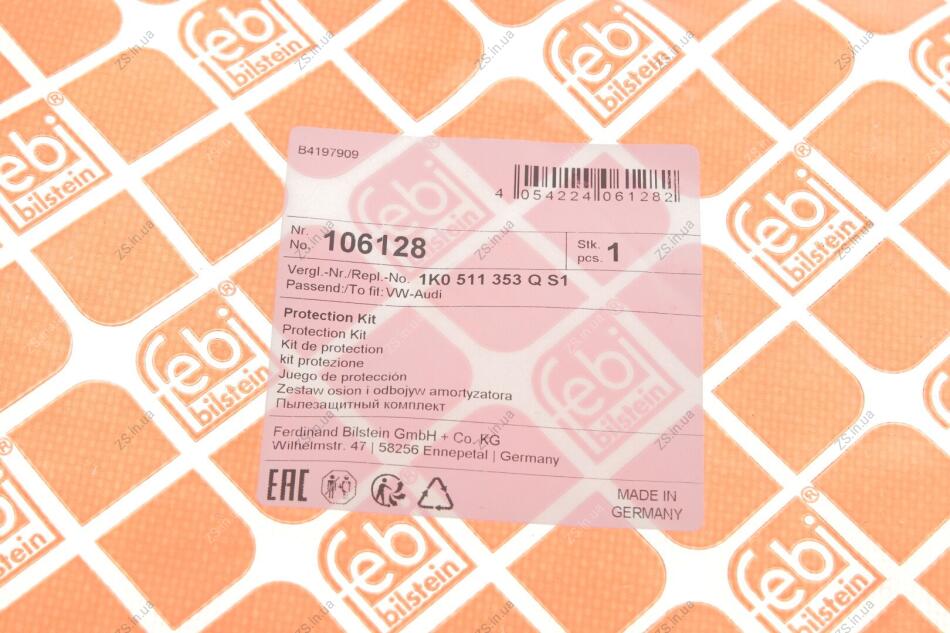 B4197909
4 054224 061282
Nr.
No. 106128
Stk.
pcs. 1
Vergl.-Nr./Repl.-No. 1K0 511 353 Q S1
Passend:/To fit: VW-Audi
Protection Kit
Protection Kit
Kit de protection
kit protezione
Juego de protección
Zestaw osion i odbojyw amortyzatora
Пылезащитный комплект
Ferdinand Bilstein GmbH + Co. KG
Wilhelmstr. 47 | 58256 Ennepetal | Germany
EAC
MADE IN
GERMANY
febi®
bilstein
ZS.in.ua